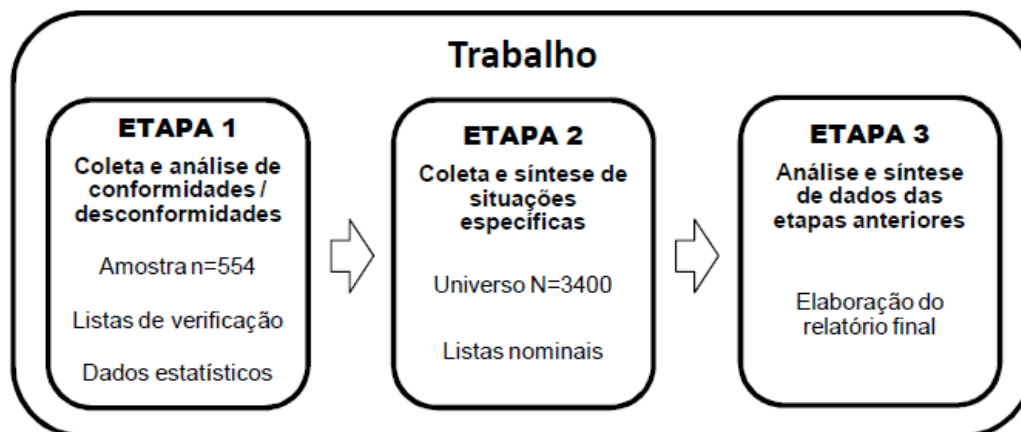 Trabalho
ETAPA 1
Coleta e análise de
conformidades /
desconformidades
Amostra n=554
Listas de verificação
Dados estatísticos
ETAPA 2
Coleta e síntese de
situações
específicas
Universo N=3400
Listas nominais
ETAPA 3
Análise e síntese
de dados das
etapas anteriores
Elaboração do
relatório final